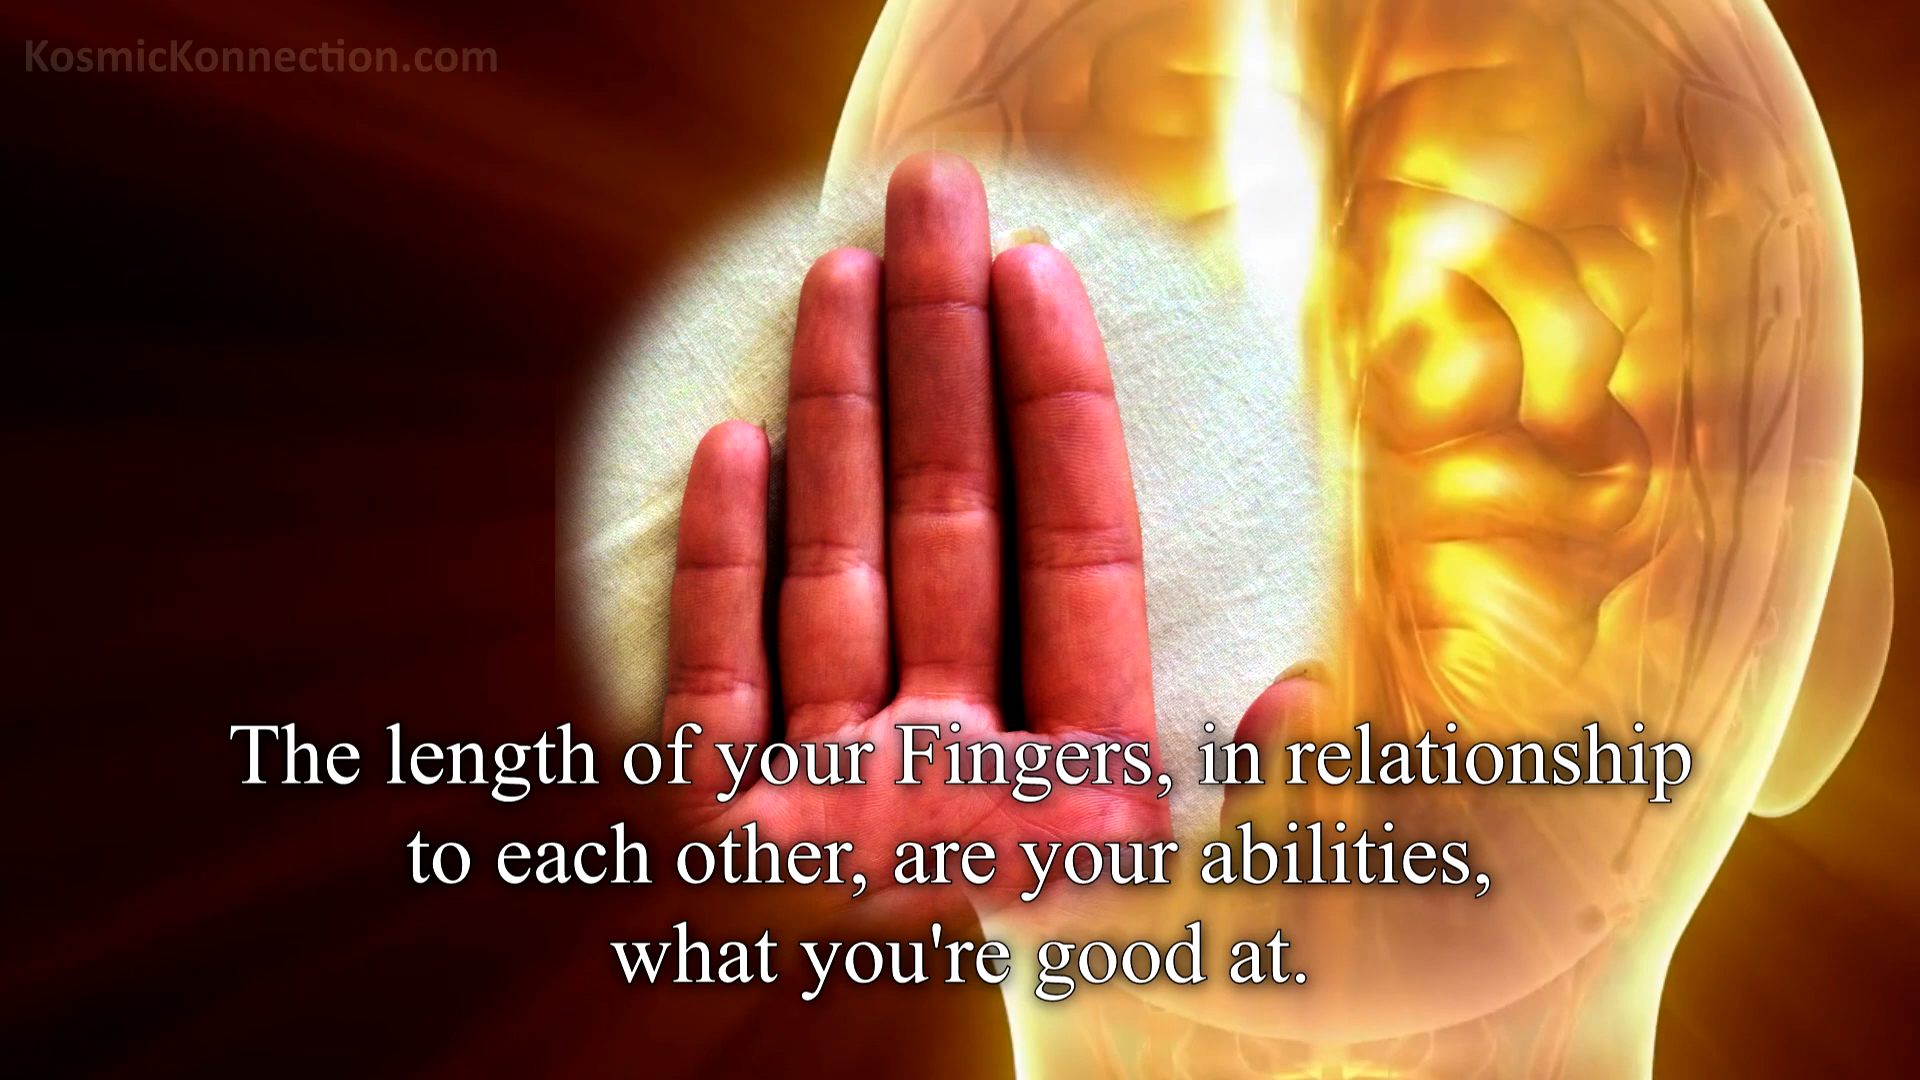 KosmicKonnection.com
The length of your Fingers, in relationship
to each other, are your abilities,
what you're good at.